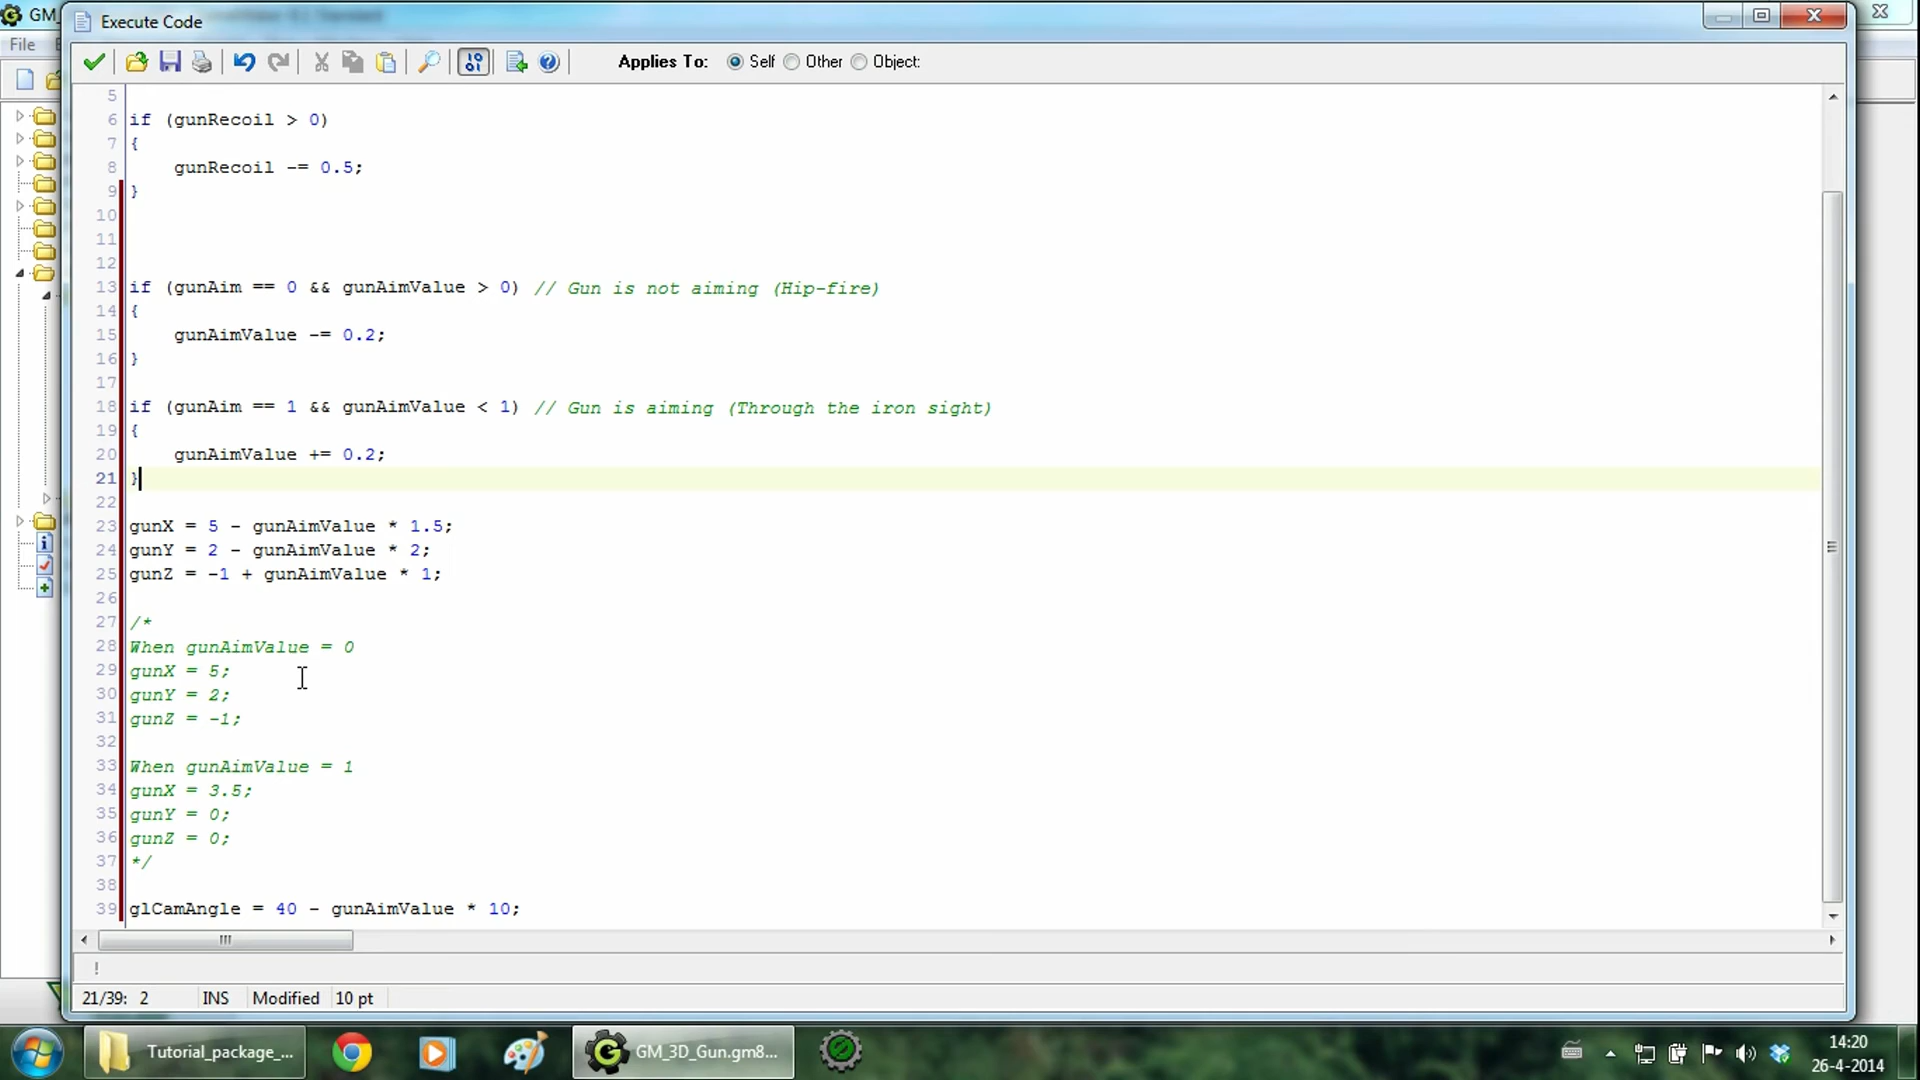 GM_
Execute Code
File
Applies To: Self Other Object:
5
6 if (gunRecoil > 0)
7 {
8 gunRecoil -= 0.5;
9 }
10
11
12
13 if (gunAim == 0 && gunAimValue > 0) // Gun is not aiming (Hip-fire)
14 {
15 gunAimValue -= 0.2;
16 }
17
18 if (gunAim == 1 && gunAimValue < 1) // Gun is aiming (Through the iron sight)
19 {
20 gunAimValue += 0.2;
21 }
22
23 gunX = 5 - gunAimValue * 1.5;
24 gunY = 2 - gunAimValue * 2;
25 gunZ = -1 + gunAimValue * 1;
26
27 /*
28 When gunAimValue = 0
29 gunX = 5;
30 gunY = 2;
31 gunZ = -1;
32
33 When gunAimValue = 1
34 gunX = 3.5;
35 gunY = 0;
36 gunZ = 0;
37 */
38
39 glCamAngle = 40 - gunAimValue * 10;
!
21/39: 2 INS Modified 10 pt
Tutorial_package_... GM_3D_Gun.gm8... 14:20
26-4-2014